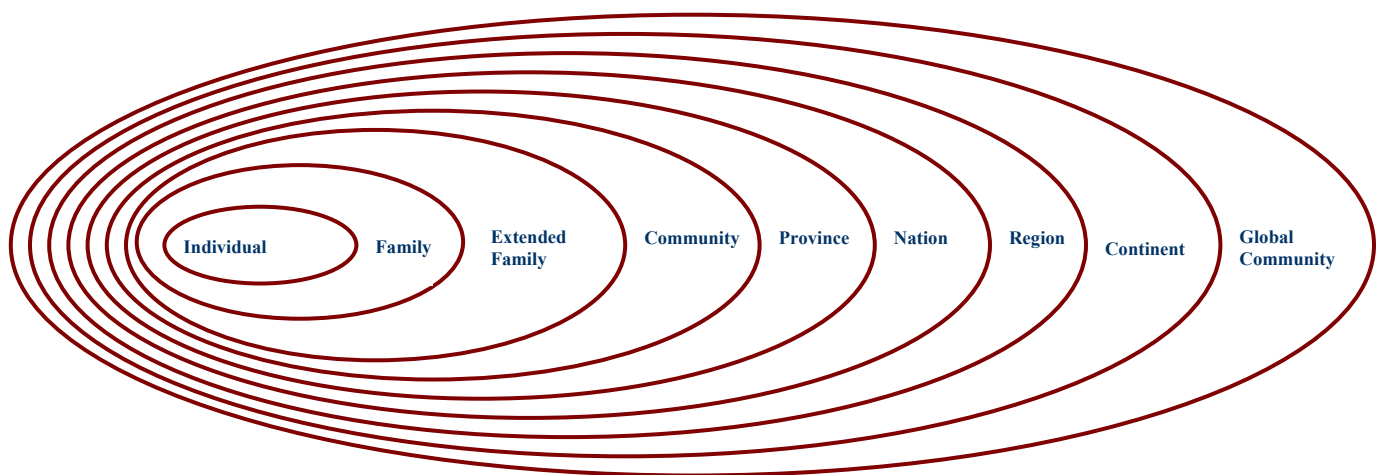 Individual
Family
Extended
Family
Community
Province
Nation
Region
Continent
Global
Community